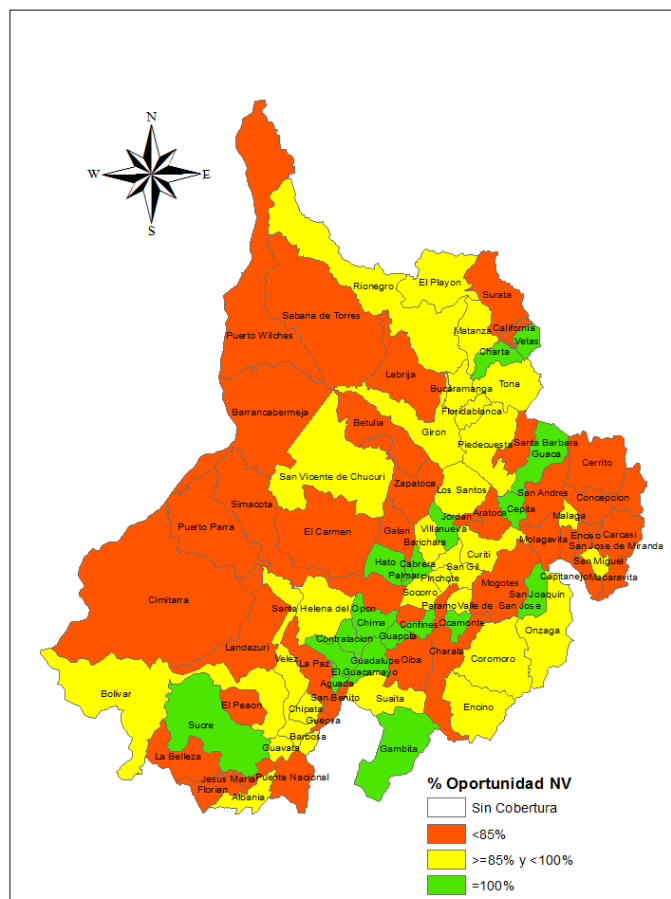 N
W E
S
Rionegro
El Playon
Surata
Sabana de Torres
California
Puerto Wilches
Matanza
Vetas
Charta
Lebrija
Bucaramanga
Tona
Barrancabermeja
Floridablanca
Betulia
Giron
Piedecuesta
Santa Barbara
Guaca
Cerrito
San Vicente de Chucuri
Zapatoca
Los Santos
San Andres
Concepcion
Simacota
Jordan
Aratoca
Cepita
Malaga
Puerto Parra
El Carmen
Galan
Villanueva
Barichara
Molagavita
Enciso
Carcasi
San Jose de Miranda
Curiti
Hato
Cabrera
San Gil
San Miguel
Palmar
Pinchote
Mogotes
Capitanejo
Macaravita
Cimitarra
Socorro
San Joaquin
Santa Helena del Opon
Paramo
Valle de San Jose
Chima
Confines
Ocamonte
Onzaga
Contratacion
Guapota
Landazuri
Velez
La Paz
Guadalupe
Oiba
Charala
Coromoro
El Guacamayo
Aguada
Bolivar
El Peaon
San Benito
Suaita
Encino
Chipata
Guepsa
Sucre
Barbosa
Guavata
Gambita
La Belleza
Jesus Maria
Puente Nacional
Florian
Albania
% Oportunidad NV
Sin Cobertura
<85%
>=85% y <100%
=100%